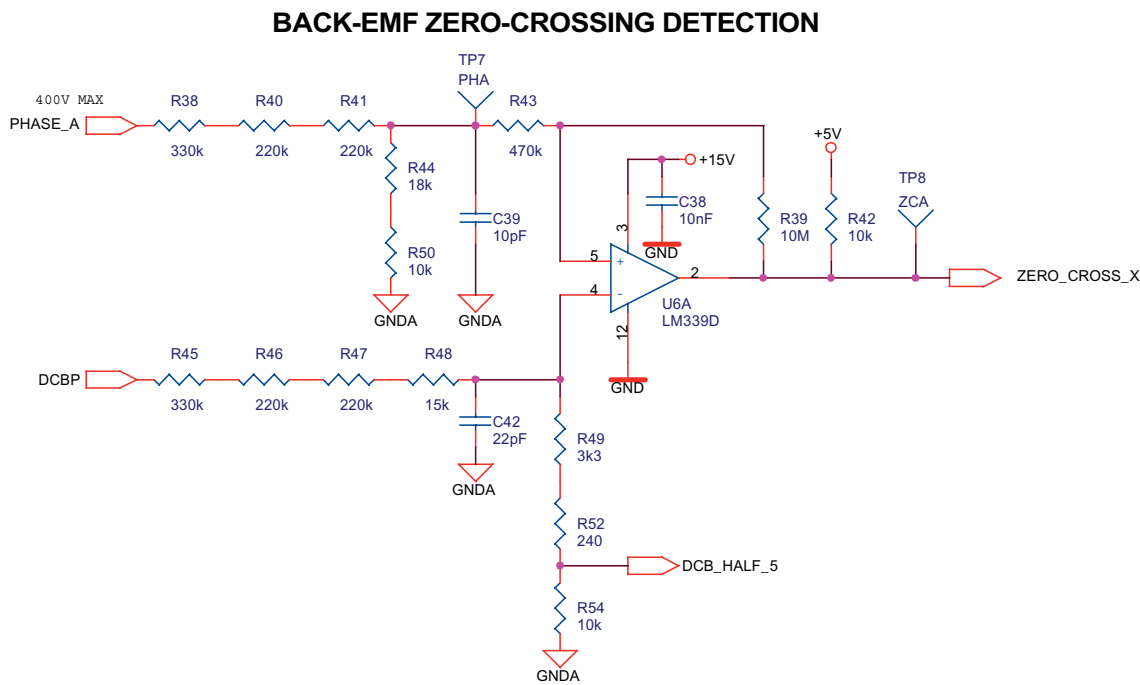 BACK-EMF ZERO-CROSSING DETECTION
TP7
PHA
400V MAX
PHASE_A
R38
330k
R40
220k
R41
220k
R43
470k
R44
18k
R50
10k
GNDA
C39
10pF
GNDA
+15V
C38
10nF
GND
3
5
+
4
-
2
12
U6A
LM339D
GND
R39
10M
+5V
R42
10k
TP8
ZCA
ZERO_CROSS_X
DCBP
R45
330k
R46
220k
R47
220k
R48
15k
C42
22pF
GNDA
R49
3k3
R52
240
DCB_HALF_5
R54
10k
GNDA